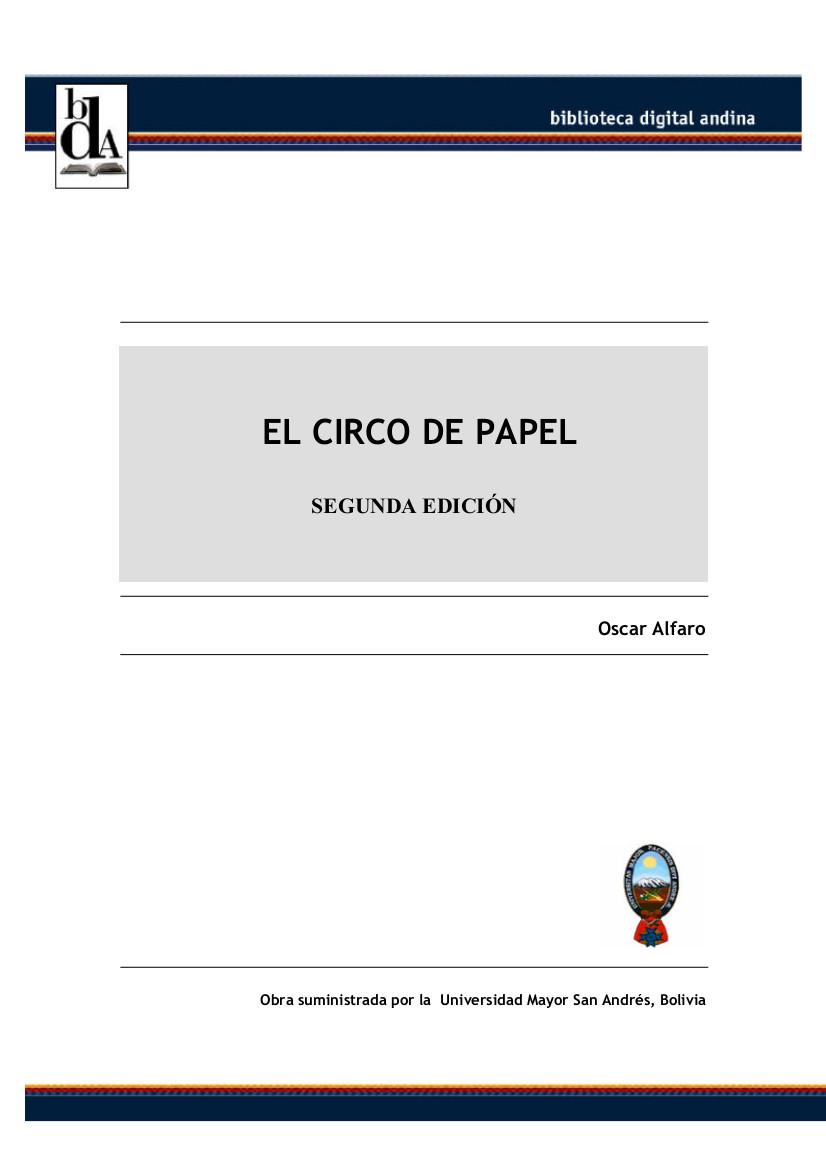 bdA
biblioteca digital andina
EL CIRCO DE PAPEL
SEGUNDA EDICIÓN
Oscar Alfaro
Obra suministrada por la Universidad Mayor San Andrés, Bolivia